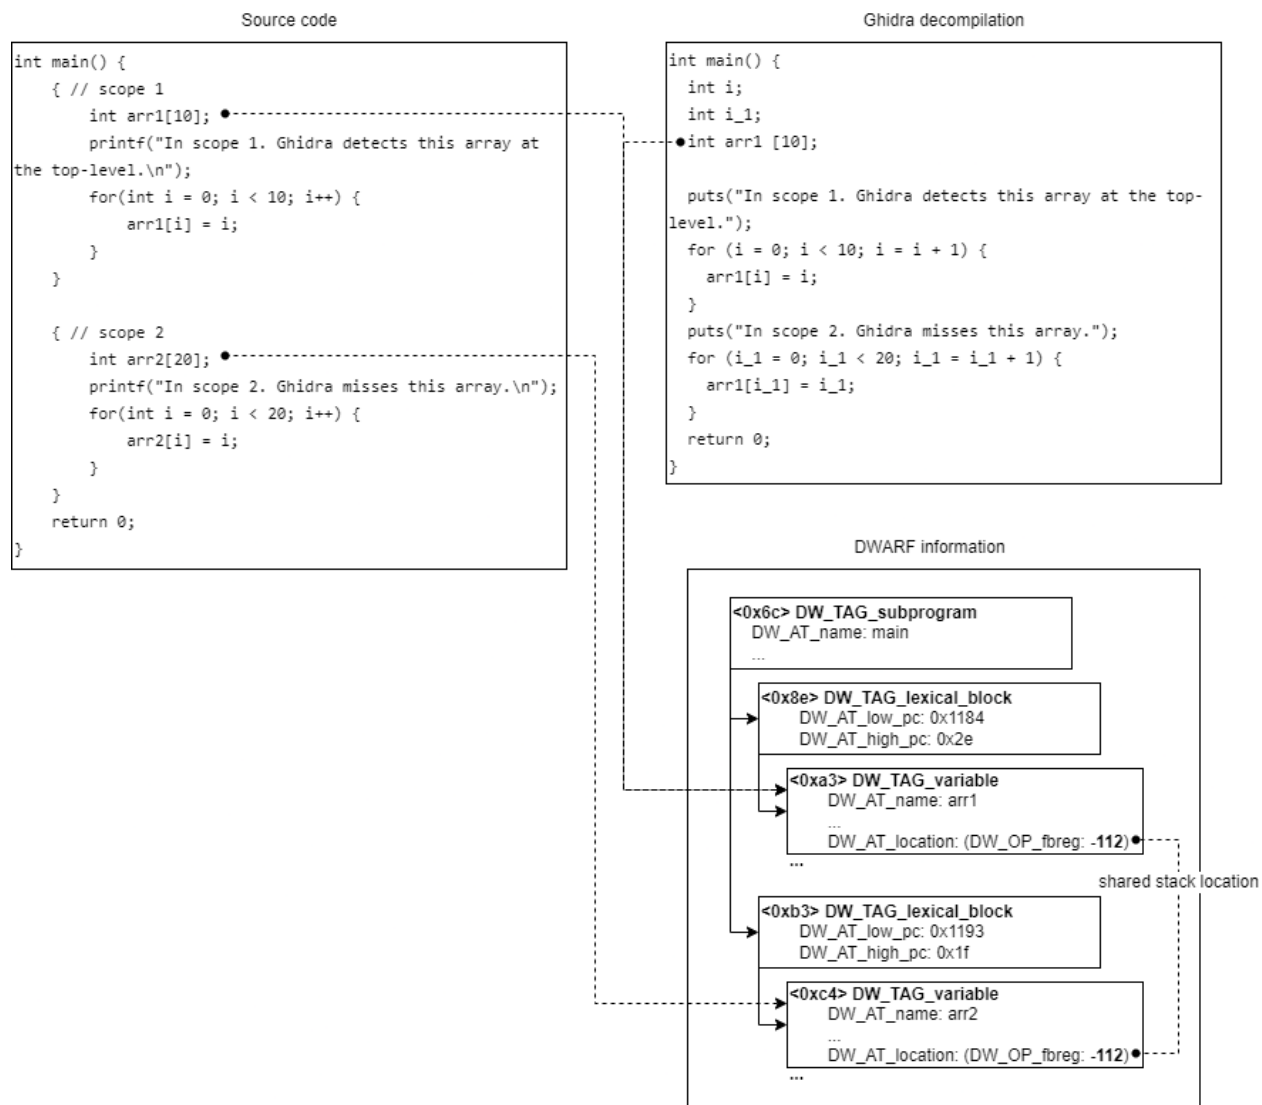 Source code
int main() {
{ // scope 1
int arr1[10];
printf("In scope 1. Ghidra detects this array at
the top-level.\n");
for(int i = 0; i < 10; i++) {
arr1[i] = i;
}
}
{ // scope 2
int arr2[20];
printf("In scope 2. Ghidra misses this array.\n");
for(int i = 0; i < 20; i++) {
arr2[i] = i;
}
}
return 0;
}
Ghidra decompilation
int main() {
int i;
int i_1;
int arr1 [10];
puts("In scope 1. Ghidra detects this array at the top-
level.");
for (i = 0; i < 10; i = i + 1) {
arr1[i] = i;
}
puts("In scope 2. Ghidra misses this array.");
for (i_1 = 0; i_1 < 20; i_1 = i_1 + 1) {
arr1[i_1] = i_1;
}
return 0;
}
DWARF information
<0x6c> DW_TAG_subprogram
DW_AT_name: main
...
<0x8e> DW_TAG_lexical_block
DW_AT_low_pc: 0x1184
DW_AT_high_pc: 0x2e
<0xa3> DW_TAG_variable
DW_AT_name: arr1
...
DW_AT_location: (DW_OP_fbreg: -112)
...
shared stack location
<0xb3> DW_TAG_lexical_block
DW_AT_low_pc: 0x1193
DW_AT_high_pc: 0x1f
<0xc4> DW_TAG_variable
DW_AT_name: arr2
...
DW_AT_location: (DW_OP_fbreg: -112)
...